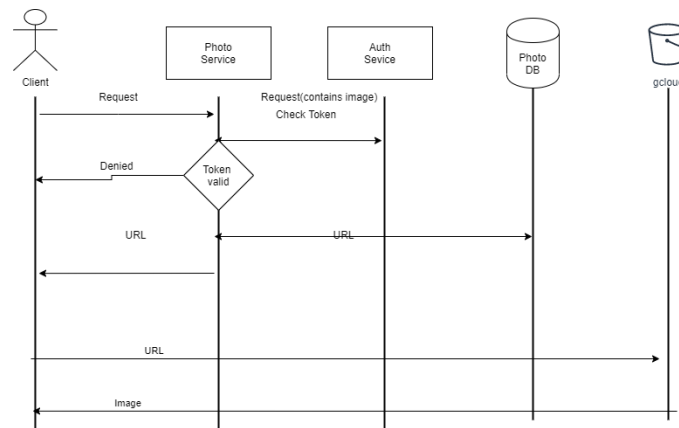 Photo
Service
Auth
Sevice
Photo
DB
Client
gcloud
Request
Request(contains image)
Check Token
Denied
Token
valid
URL
URL
URL
Image